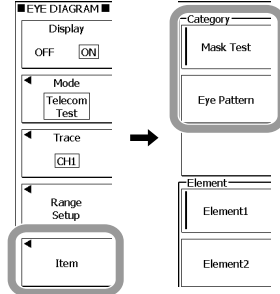 EYE DIAGRAM
Display
OFF ON
Mode
Telecom
Test
Trace
CH1
Range
Setup
Item
Category
Mask Test
Eye Pattern
Element
Element1
Element2